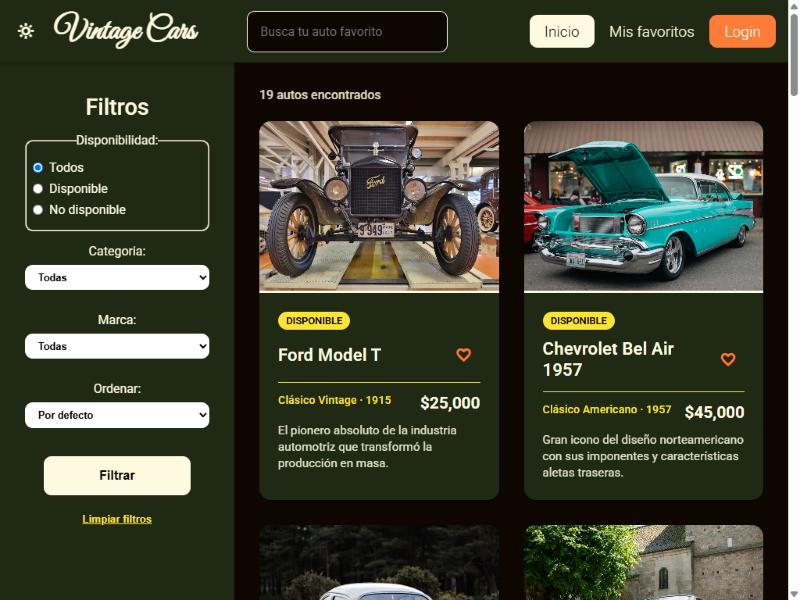 Vintage Cars
Busca tu auto favorito
Inicio
Mis favoritos
Login
Filtros
Disponibilidad:
Todos
Disponible
No disponible
Categoria:
Todas
Marca:
Todas
Ordenar:
Por defecto
Filtrar
Limpiar filtros
19 autos encontrados
Ford
9 949
DISPONIBLE
Ford Model T
Clásico Vintage · 1915
$25,000
El pionero absoluto de la industria
automotriz que transformó la
producción en masa.
DISPONIBLE
Chevrolet Bel Air
1957
Clásico Americano · 1957
$45,000
Gran icono del diseño norteamericano
con sus imponentes y características
aletas traseras.